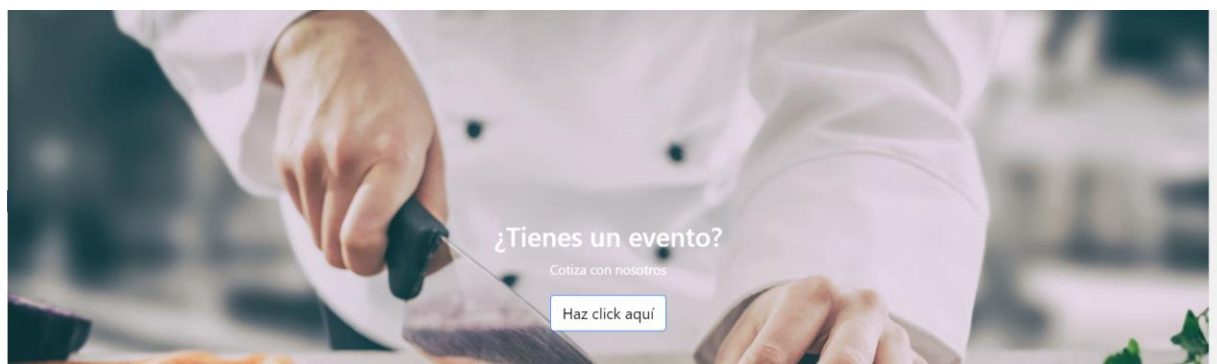 ¿Tienes un evento?
Cotiza con nosotros
Haz click aquí